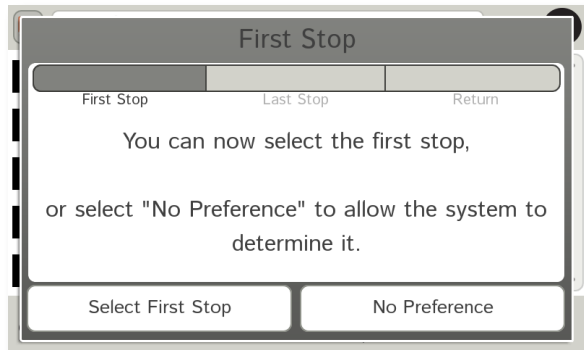 First Stop
First Stop
Last Stop
Return
You can now select the first stop,
or select "No Preference" to allow the system to
determine it.
Select First Stop
No Preference